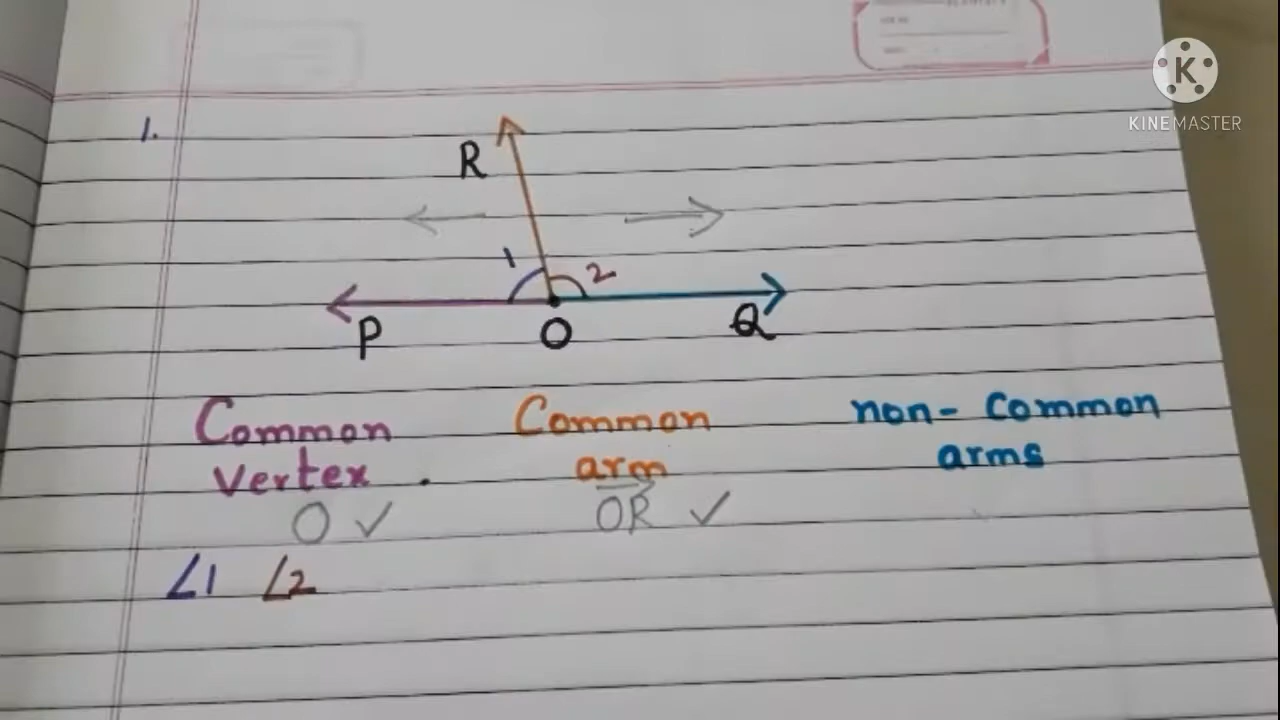 KINEMASTER
1.
R
1
2
P
O
Q
Common
vertex.
Common
arm
non-common
arms
O ✓
OR ✓
∠1 ∠2